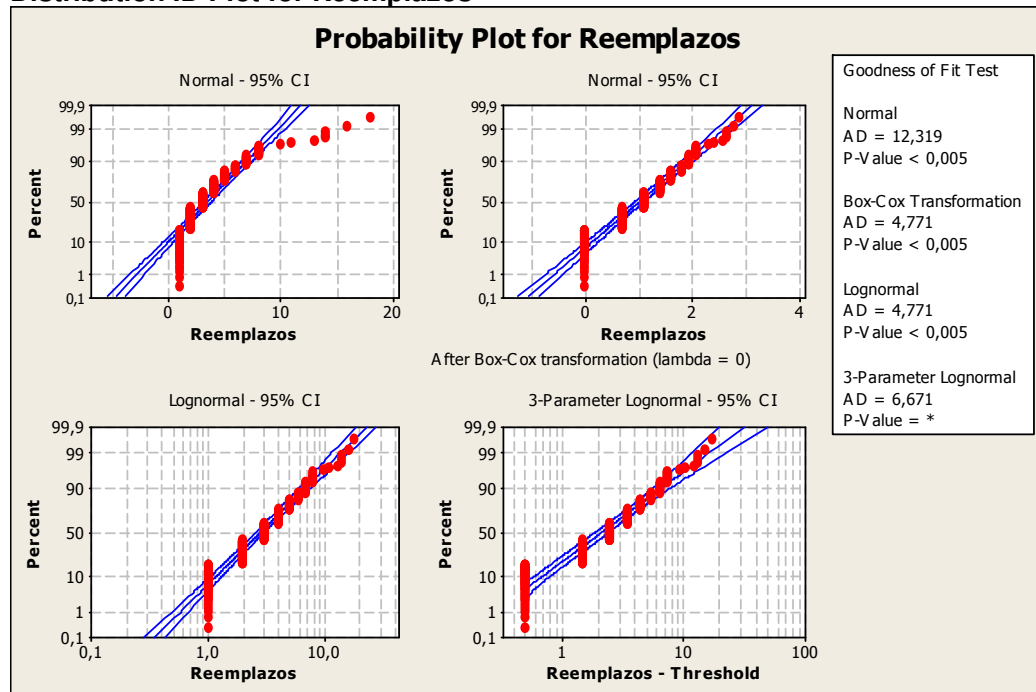 Probability Plot for Reemplazos
Normal - 95% CI
99,9
99
90
50
10
1
0,1
Percent
0
10
20
Reemplazos
Normal - 95% CI
99,9
99
90
50
10
1
0,1
Percent
0
2
4
Reemplazos
After Box-Cox transformation (lambda = 0)
Lognormal - 95% CI
99,9
99
90
50
10
1
0,1
Percent
0,1
1,0
10,0
Reemplazos
3-Parameter Lognormal - 95% CI
99,9
99
90
50
10
1
0,1
Percent
1
10
100
Reemplazos - Threshold
Goodness of Fit Test
Normal
AD = 12,319
P-Value < 0,005
Box-Cox Transformation
AD = 4,771
P-Value < 0,005
Lognormal
AD = 4,771
P-Value < 0,005
3-Parameter Lognormal
AD = 6,671
P-Value = *